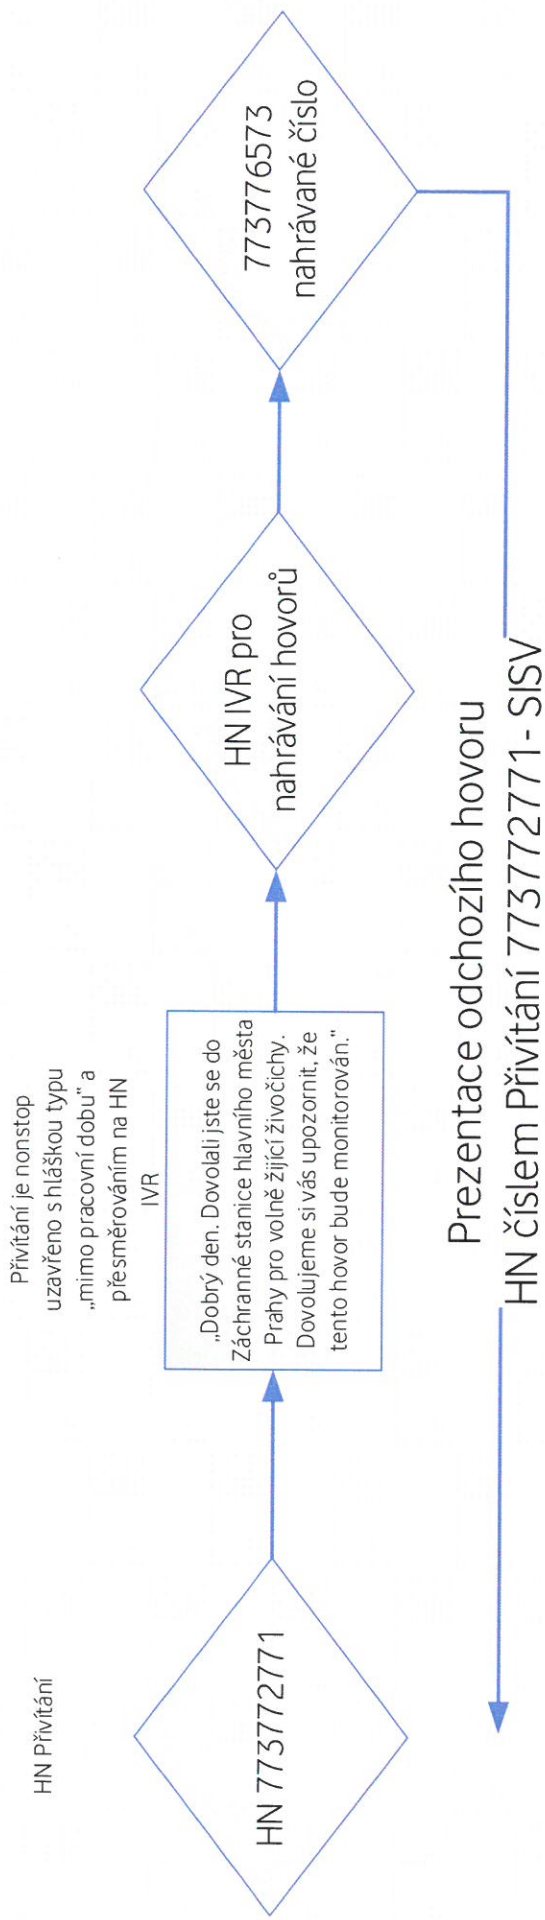 HN Přivítání
HN 773772771
Přivítání je nonstop
uzavřeno s hláškou typu
„mimo pracovní dobu" a
přesměrováním na HN
IVR
„Dobrý den. Dovolali jste se do
Záchranné stanice hlavního města
Prahy pro volně žijící živočichy.
Dovolujeme si vás upozornit, že
tento hovor bude monitorován."
HN IVR pro
nahrávání hovorů
773776573
nahrávané číslo
Prezentace odchozího hovoru
HN číslem Přivítání 773772771- SISV